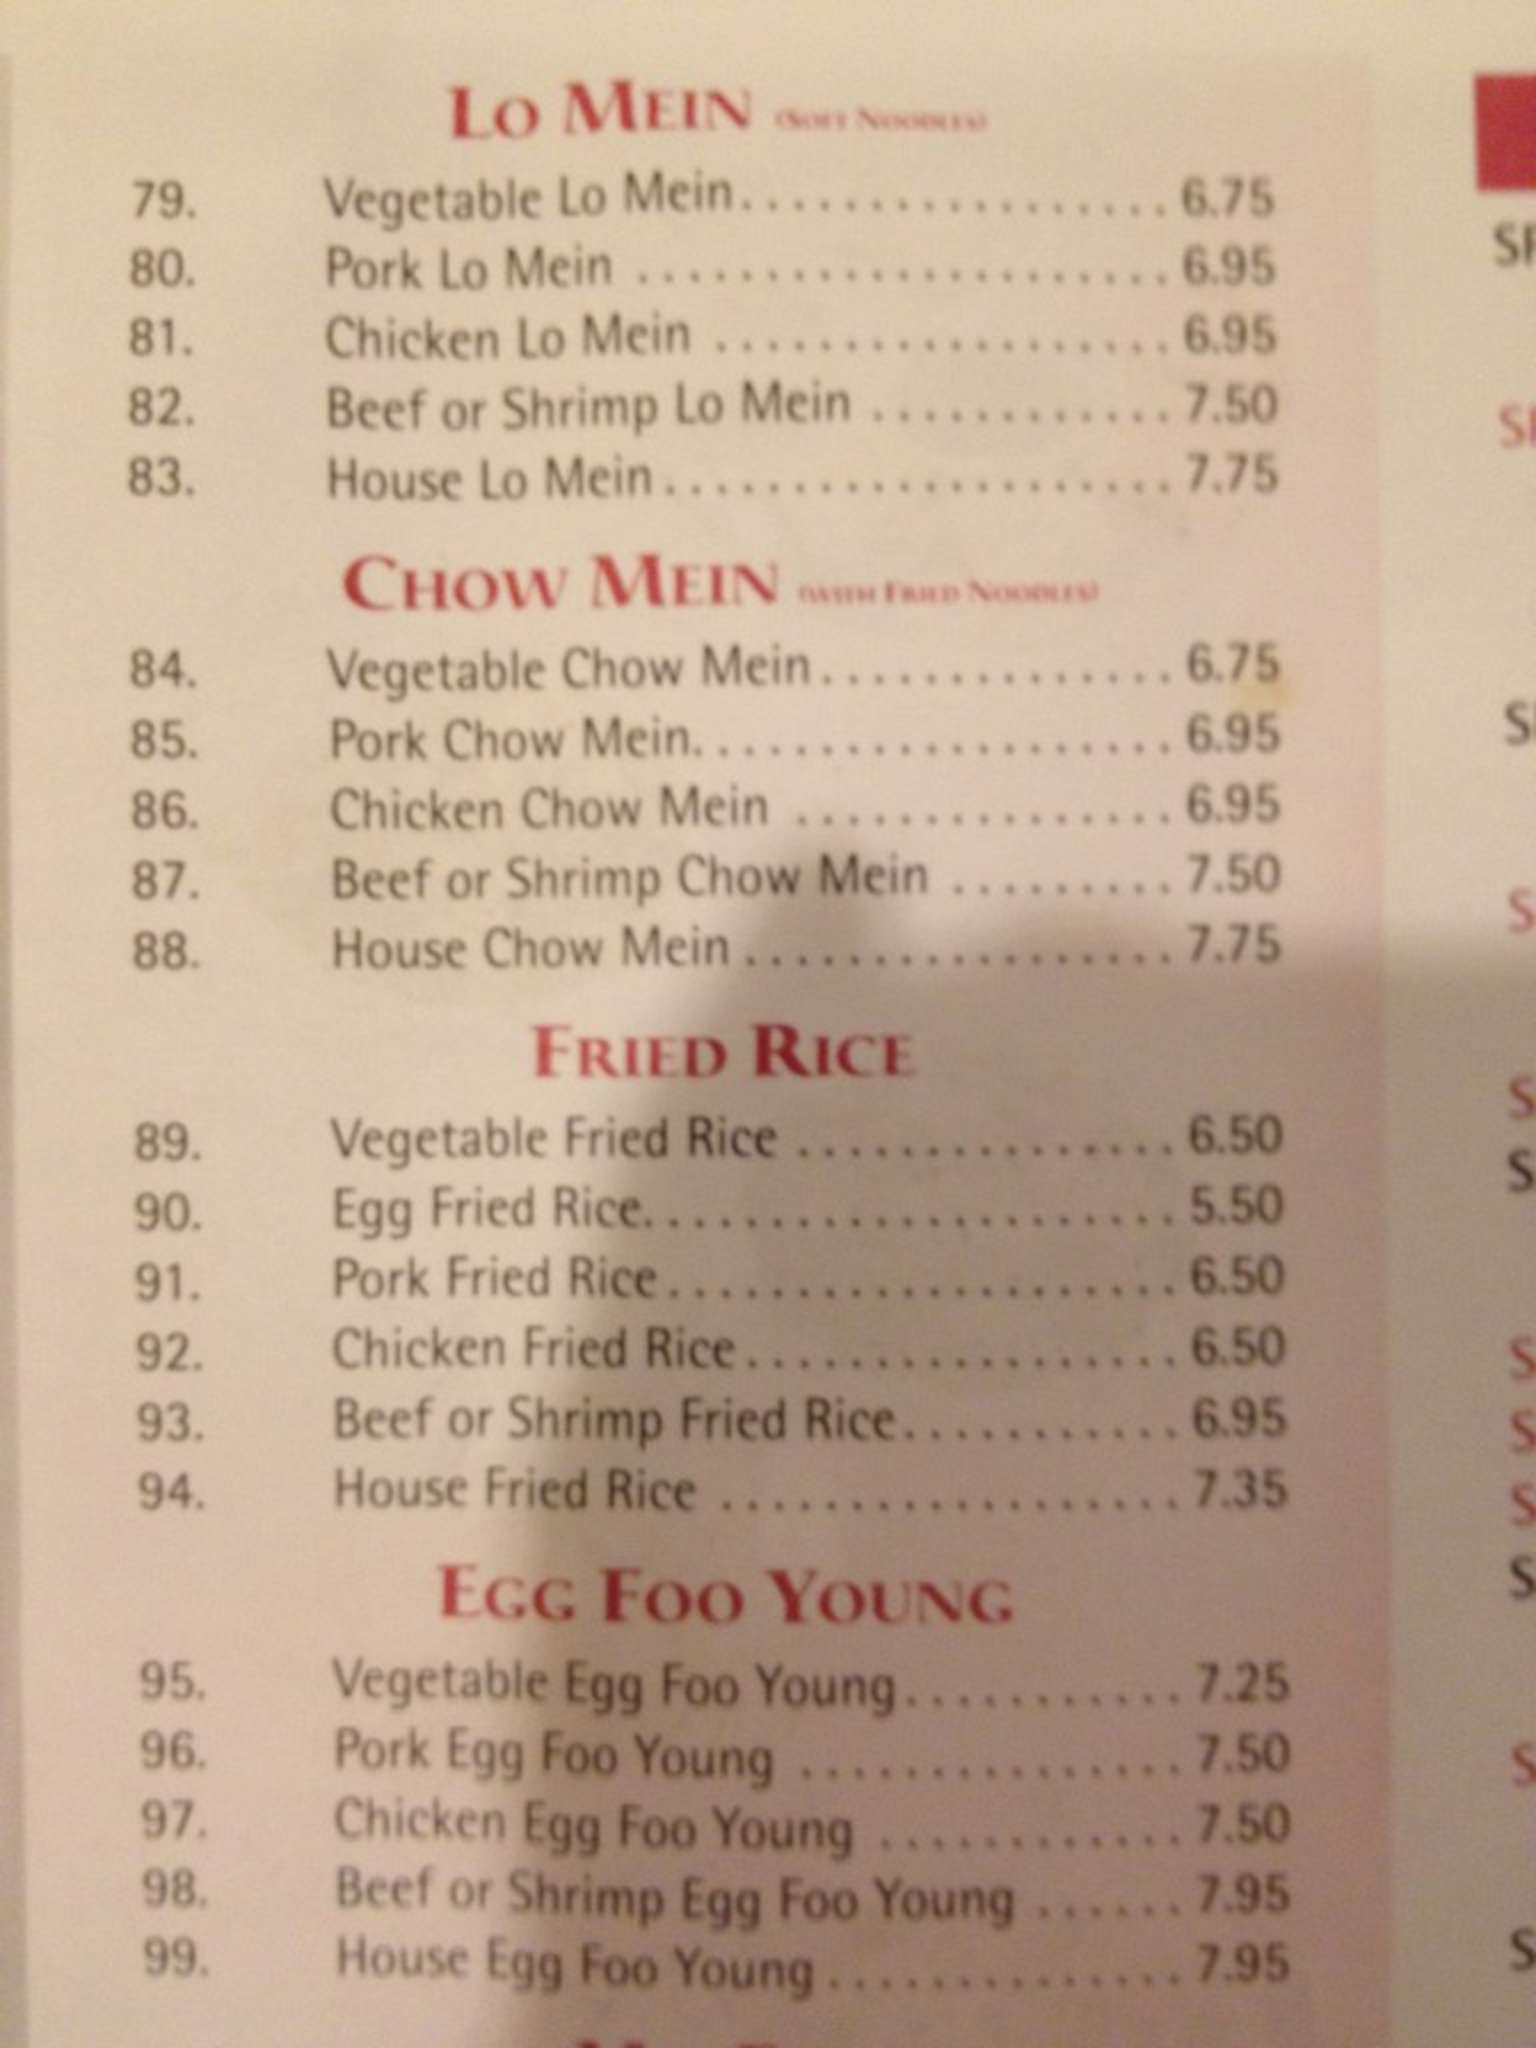 LO MEIN (SOFT NOODLES)
79. Vegetable Lo Mein.................6.75
80. Pork Lo Mein .....................6.95
81. Chicken Lo Mein ..................6.95
82. Beef or Shrimp Lo Mein ............7.50
83. House Lo Mein....................7.75
CHOW MEIN (WITH FRIED NOODLES)
84. Vegetable Chow Mein..............6.75
85. Pork Chow Mein...................6.95
86. Chicken Chow Mein ...............6.95
87. Beef or Shrimp Chow Mein .........7.50
88. House Chow Mein.................7.75
FRIED RICE
89. Vegetable Fried Rice ...............6.50
90. Egg Fried Rice.....................5.50
91. Pork Fried Rice....................6.50
92. Chicken Fried Rice.................6.50
93. Beef or Shrimp Fried Rice...........6.95
94. House Fried Rice ..................7.35
EGG FOO YOUNG
95. Vegetable Egg Foo Young...........7.25
96. Pork Egg Foo Young ...............7.50
97. Chicken Egg Foo Young ............7.50
98. Beef or Shrimp Egg Foo Young ......7.95
99. House Egg Foo Young..............7.95